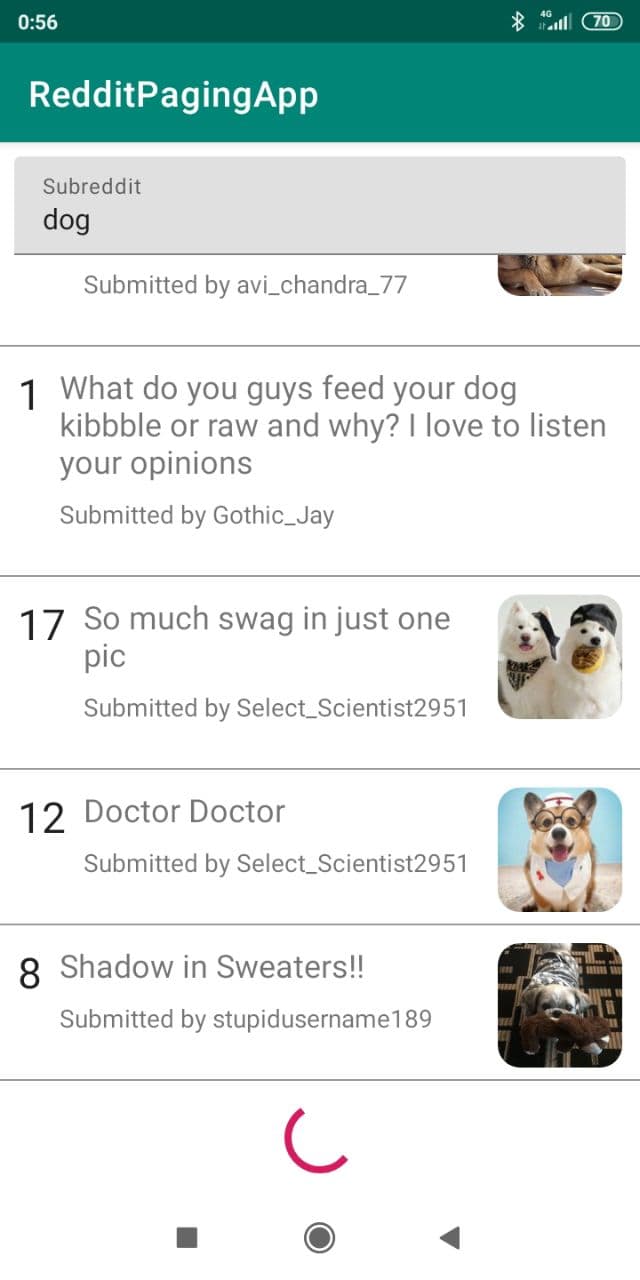 0:56
4G
70
RedditPagingApp
Subreddit
dog
Submitted by avi_chandra_77
1
What do you guys feed your dog
kibbble or raw and why? I love to listen
your opinions
Submitted by Gothic_Jay
17
So much swag in just one
pic
Submitted by Select_Scientist2951
12
Doctor Doctor
Submitted by Select_Scientist2951
8
Shadow in Sweaters!!
Submitted by stupidusername189